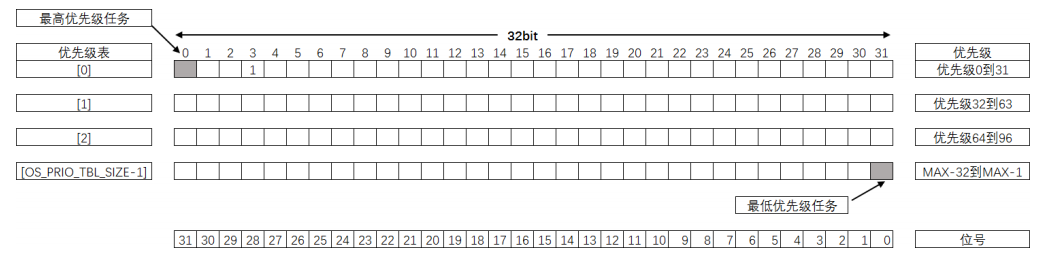 最高优先级任务
32bit
优先级表 0 1 2 3 4 5 6 7 8 9 10 11 12 13 14 15 16 17 18 19 20 21 22 23 24 25 26 27 28 29 30 31 优先级
[0] 1 优先级0到31
[1] 优先级32到63
[2] 优先级64到96
[OS_PRIO_TBL_SIZE-1] MAX-32到MAX-1
最低优先级任务
31 30 29 28 27 26 25 24 23 22 21 20 19 18 17 16 15 14 13 12 11 10 9 8 7 6 5 4 3 2 1 0 位号